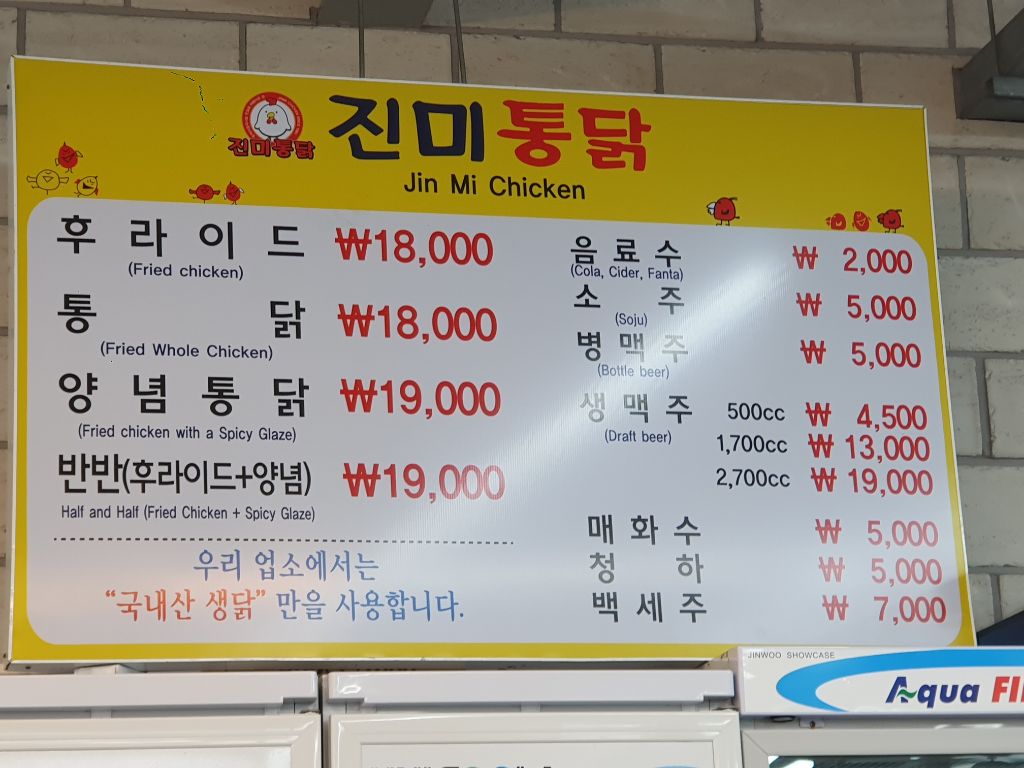 진미통닭
진미통닭
Jin Mi Chicken
후라이드 ₩18,000
(Fried chicken)
통닭 ₩18,000
(Fried Whole Chicken)
양념통닭 ₩19,000
(Fried chicken with a Spicy Glaze)
반반(후라이드+양념) ₩19,000
Half and Half (Fried Chicken + Spicy Glaze)
우리 업소에서는
“국내산 생닭” 만을 사용합니다.
음료수 ₩ 2,000
(Cola, Cider, Fanta)
소주 ₩ 5,000
(Soju)
병맥주 ₩ 5,000
(Bottle beer)
생맥주 500cc ₩ 4,500
(Draft beer) 1,700cc ₩ 13,000
2,700cc ₩ 19,000
매화수 ₩ 5,000
청하 ₩ 5,000
백세주 ₩ 7,000
JINWOO SHOWCASE
Aqua